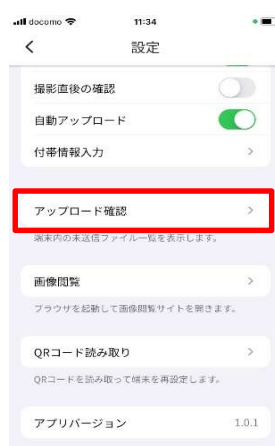 docomo
11:34
設定
撮影直後の確認
自動アップロード
付帯情報入力
アップロード確認
端末内の未送信ファイル一覧を表示します。
画像閲覧
ブラウザを起動して画像閲覧サイトを開きます。
QRコード読み取り
QRコードを読み取って端末を再設定します。
アプリバージョン 1.0.1